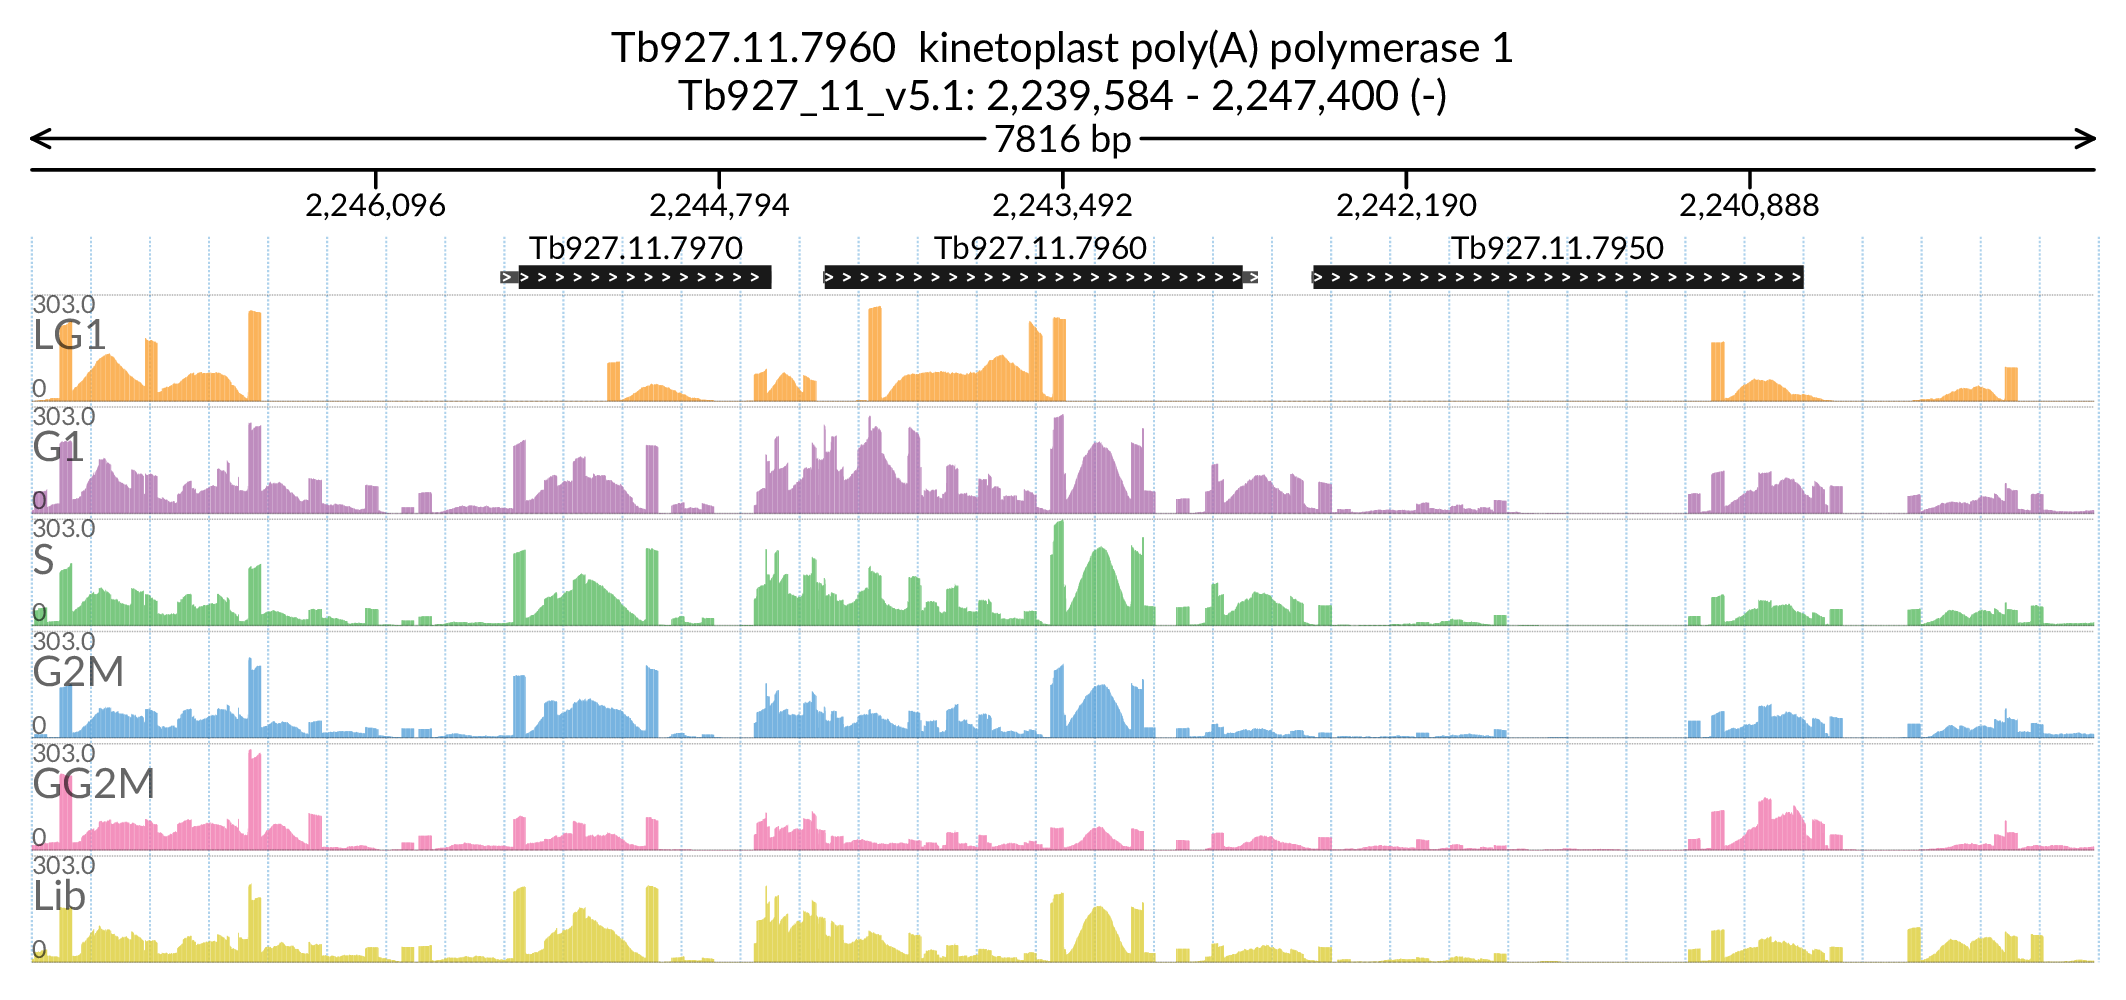 Tb927.11.7960  kinetoplast poly(A) polymerase 1
Tb927_11_v5.1: 2,239,584 - 2,247,400 (-)
7816 bp
2,246,096 2,244,794 2,243,492 2,242,190 2,240,888
Tb927.11.7970 Tb927.11.7960 Tb927.11.7950
303.0
LG1
0
303.0
G1
0
303.0
S
0
303.0
G2M
0
303.0
GG2M
0
303.0
Lib
0